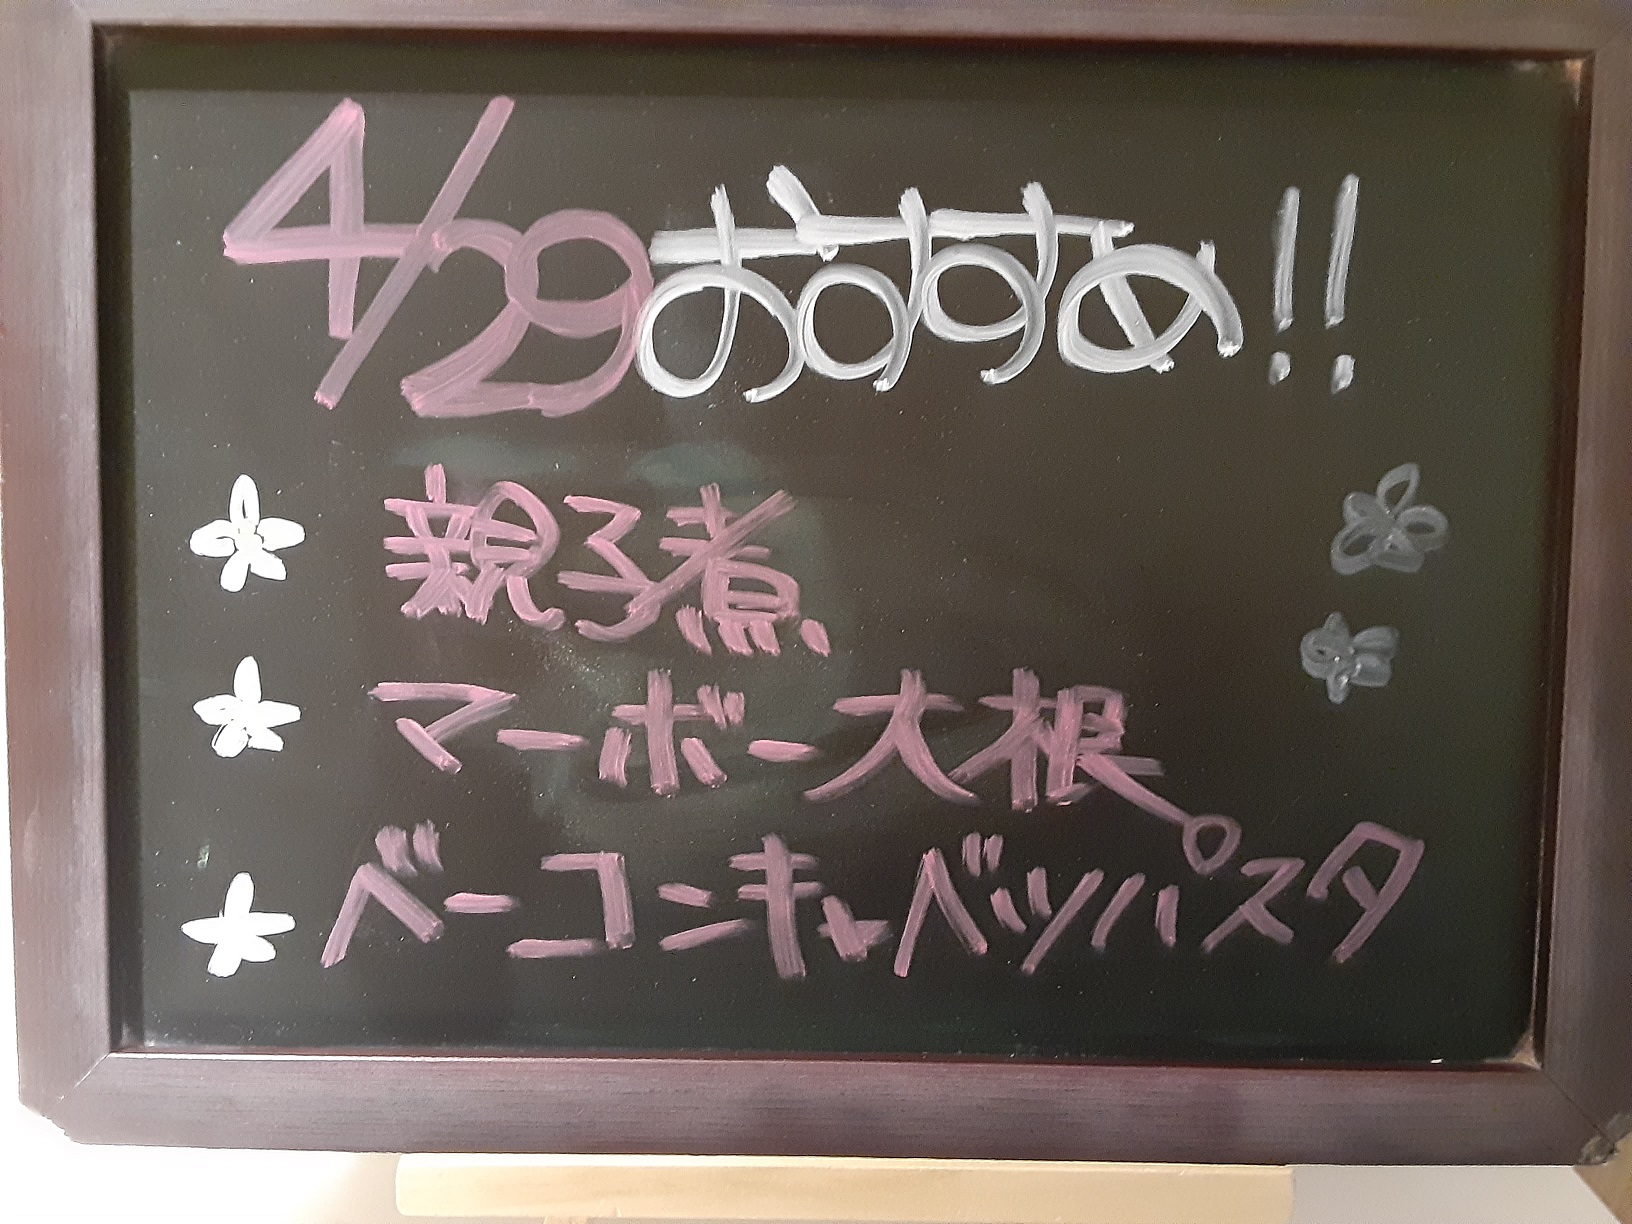 4/29おすすめ!!
親子煮、
マーボー大根
ベーコンキャベツパスタ